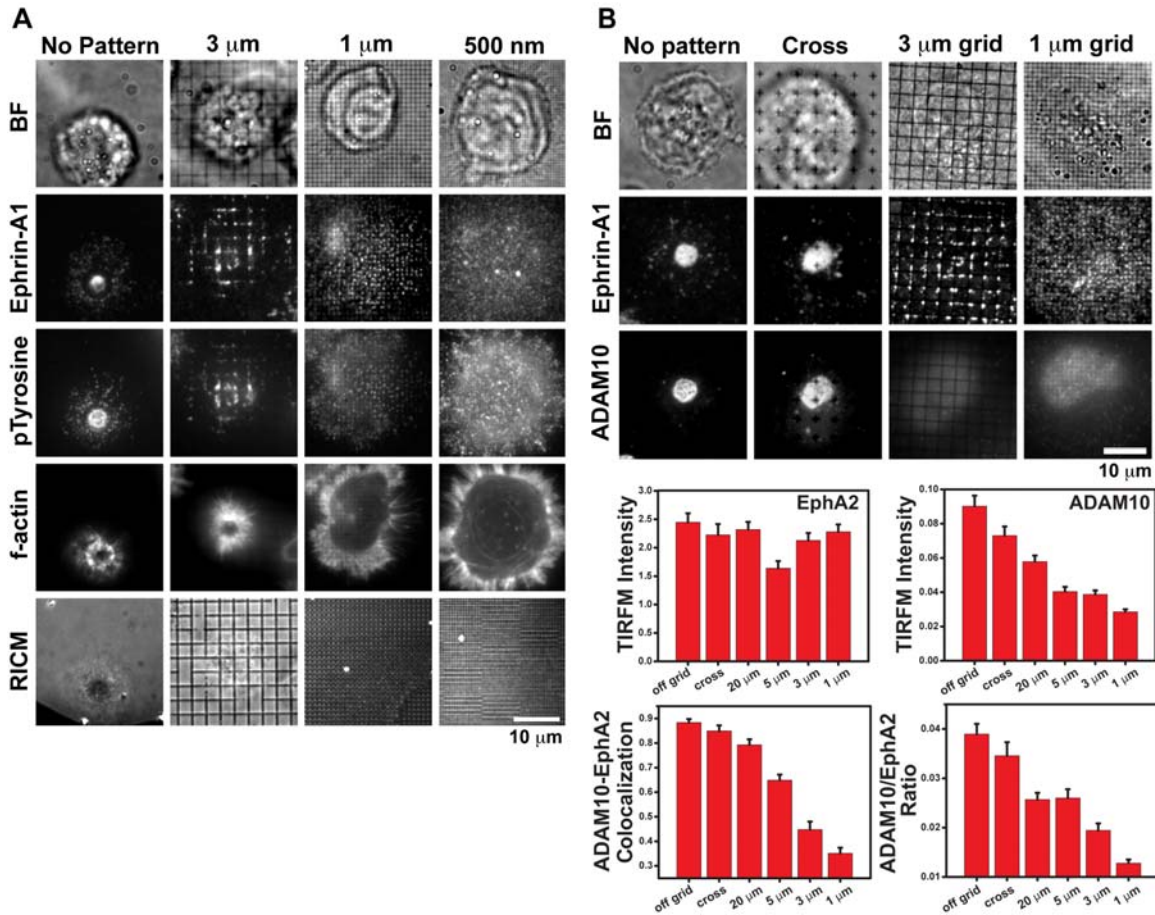 A
No Pattern 3 μm 1 μm 500 nm
BF
Ephrin-A1
pTyrosine
f-actin
RICM
10 μm
B
No pattern Cross 3 μm grid 1 μm grid
BF
Ephrin-A1
ADAM10
10 μm
EphA2
TIRFM Intensity
3.0
2.5
2.0
1.5
1.0
0.5
0.0
off grid cross 20 μm 5 μm 3 μm 1 μm
ADAM10
TIRFM Intensity
0.10
0.08
0.06
0.04
0.02
0.00
off grid cross 20 μm 5 μm 3 μm 1 μm
ADAM10-EphA2
Colocalization
0.9
0.8
0.7
0.6
0.5
0.4
0.3
off grid cross 20 μm 5 μm 3 μm 1 μm
ADAM10/EphA2
Ratio
0.04
0.03
0.02
0.01
off grid cross 20 μm 5 μm 3 μm 1 μm